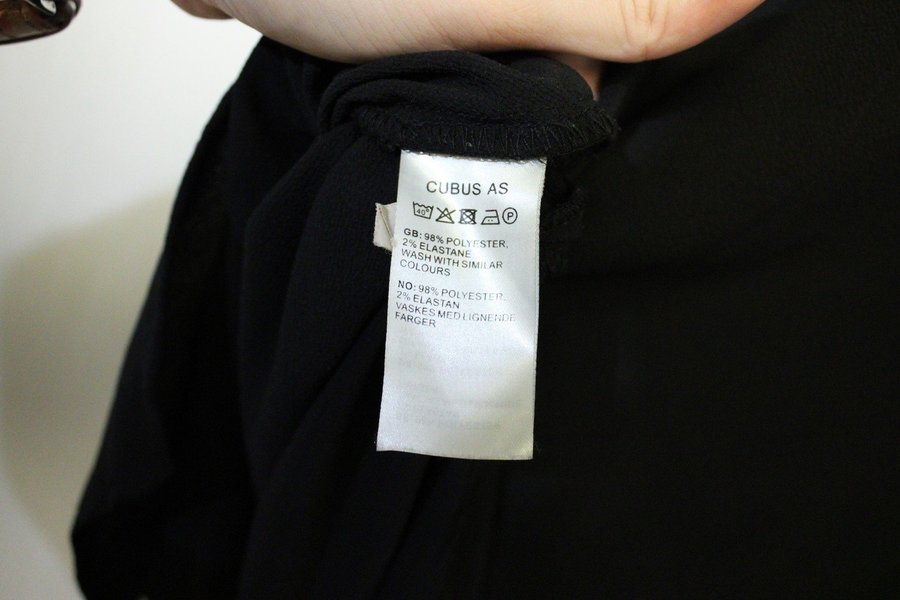 CUBUS AS
40° P
GB: 98% POLYESTER,
2% ELASTANE
WASH WITH SIMILAR
COLOURS
NO: 98% POLYESTER,
2% ELASTAN
VASKES MED LIGNENDE
FARGER